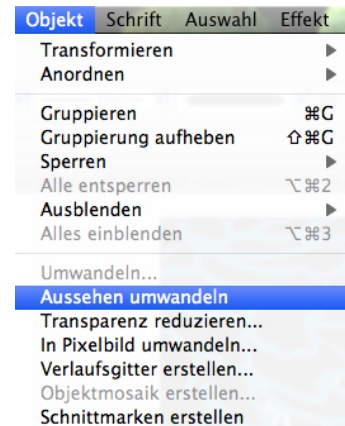 Objekt Schrift Auswahl Effekt
Transformieren
Anordnen
Gruppieren ⌘G
Gruppierung aufheben ⇧⌘G
Sperren
Alle entsperren ⌥⌘2
Ausblenden
Alles einblenden ⌥⌘3
Umwandeln...
Aussehen umwandeln
Transparenz reduzieren...
In Pixelbild umwandeln...
Verlaufsgitter erstellen...
Objektmosaik erstellen...
Schnittmarken erstellen